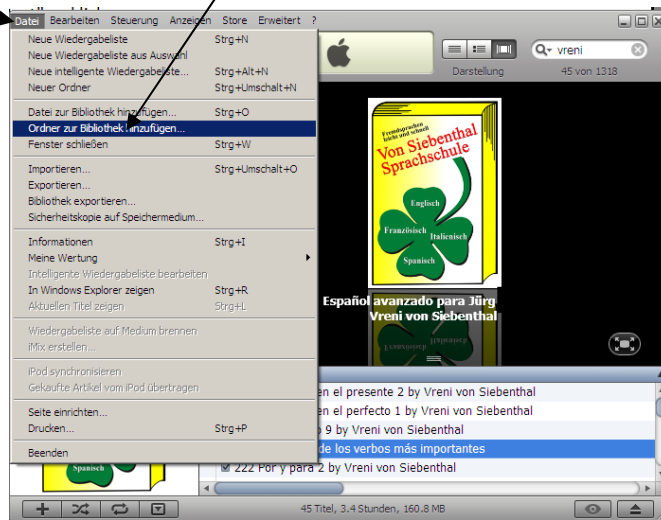 Datei Bearbeiten Steuerung Anzeigen Store Erweitert ?
Neue Wiedergabeliste Strg+N
Neue Wiedergabeliste aus Auswahl
Neue intelligente Wiedergabeliste... Strg+Alt+N
Neuer Ordner Strg+Umschalt+N
Datei zur Bibliothek hinzufügen... Strg+O
Ordner zur Bibliothek hinzufügen...
Fenster schließen Strg+W
Importieren... Strg+Umschalt+O
Exportieren...
Bibliothek exportieren...
Sicherheitskopie auf Speichermedium...
Informationen Strg+I
Meine Wertung
Intelligente Wiedergabeliste bearbeiten
In Windows Explorer zeigen Strg+R
Aktuellen Titel zeigen Strg+L
Wiedergabeliste auf Medium brennen
iMix erstellen...
iPod synchronisieren
Gekaufte Artikel vom iPod übertragen
Seite einrichten...
Drucken... Strg+P
Beenden
vreni
Darstellung
45 von 1318
Fremdsprachen
leicht und schnell
Von Siebenthal
Sprachschule
Englisch
Französisch
Italienisch
Spanisch
Español avanzado para Jürg
Vreni von Siebenthal
en el presente 2 by Vreni von Siebenthal
en el perfecto 1 by Vreni von Siebenthal
9 by Vreni von Siebenthal
de los verbos más importantes
222 Por y para 2 by Vreni von Siebenthal
Spanisch
45 Titel, 3.4 Stunden, 160.8 MB